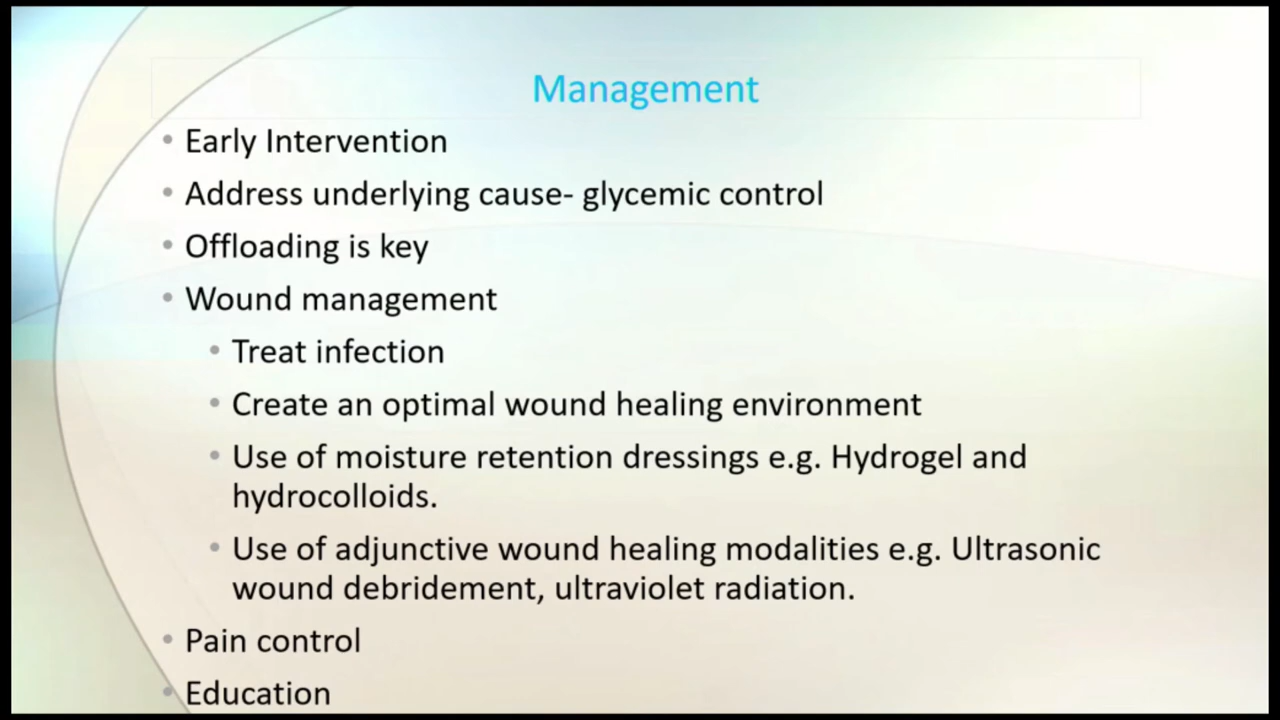 Management
• Early Intervention
• Address underlying cause- glycemic control
• Offloading is key
• Wound management
• Treat infection
• Create an optimal wound healing environment
• Use of moisture retention dressings e.g. Hydrogel and
hydrocolloids.
• Use of adjunctive wound healing modalities e.g. Ultrasonic
wound debridement, ultraviolet radiation.
• Pain control
• Education